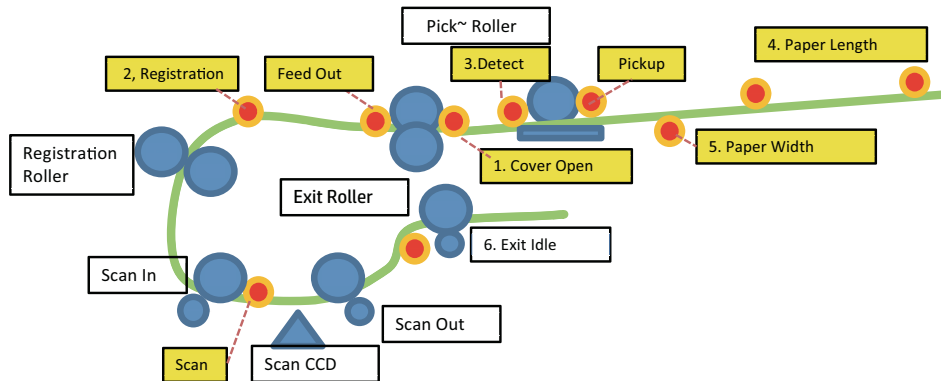 Pick~ Roller
4. Paper Length
2, Registration
Feed Out
3.Detect
Pickup
Registration
Roller
1. Cover Open
5. Paper Width
Exit Roller
6. Exit Idle
Scan In
Scan Out
Scan
Scan CCD